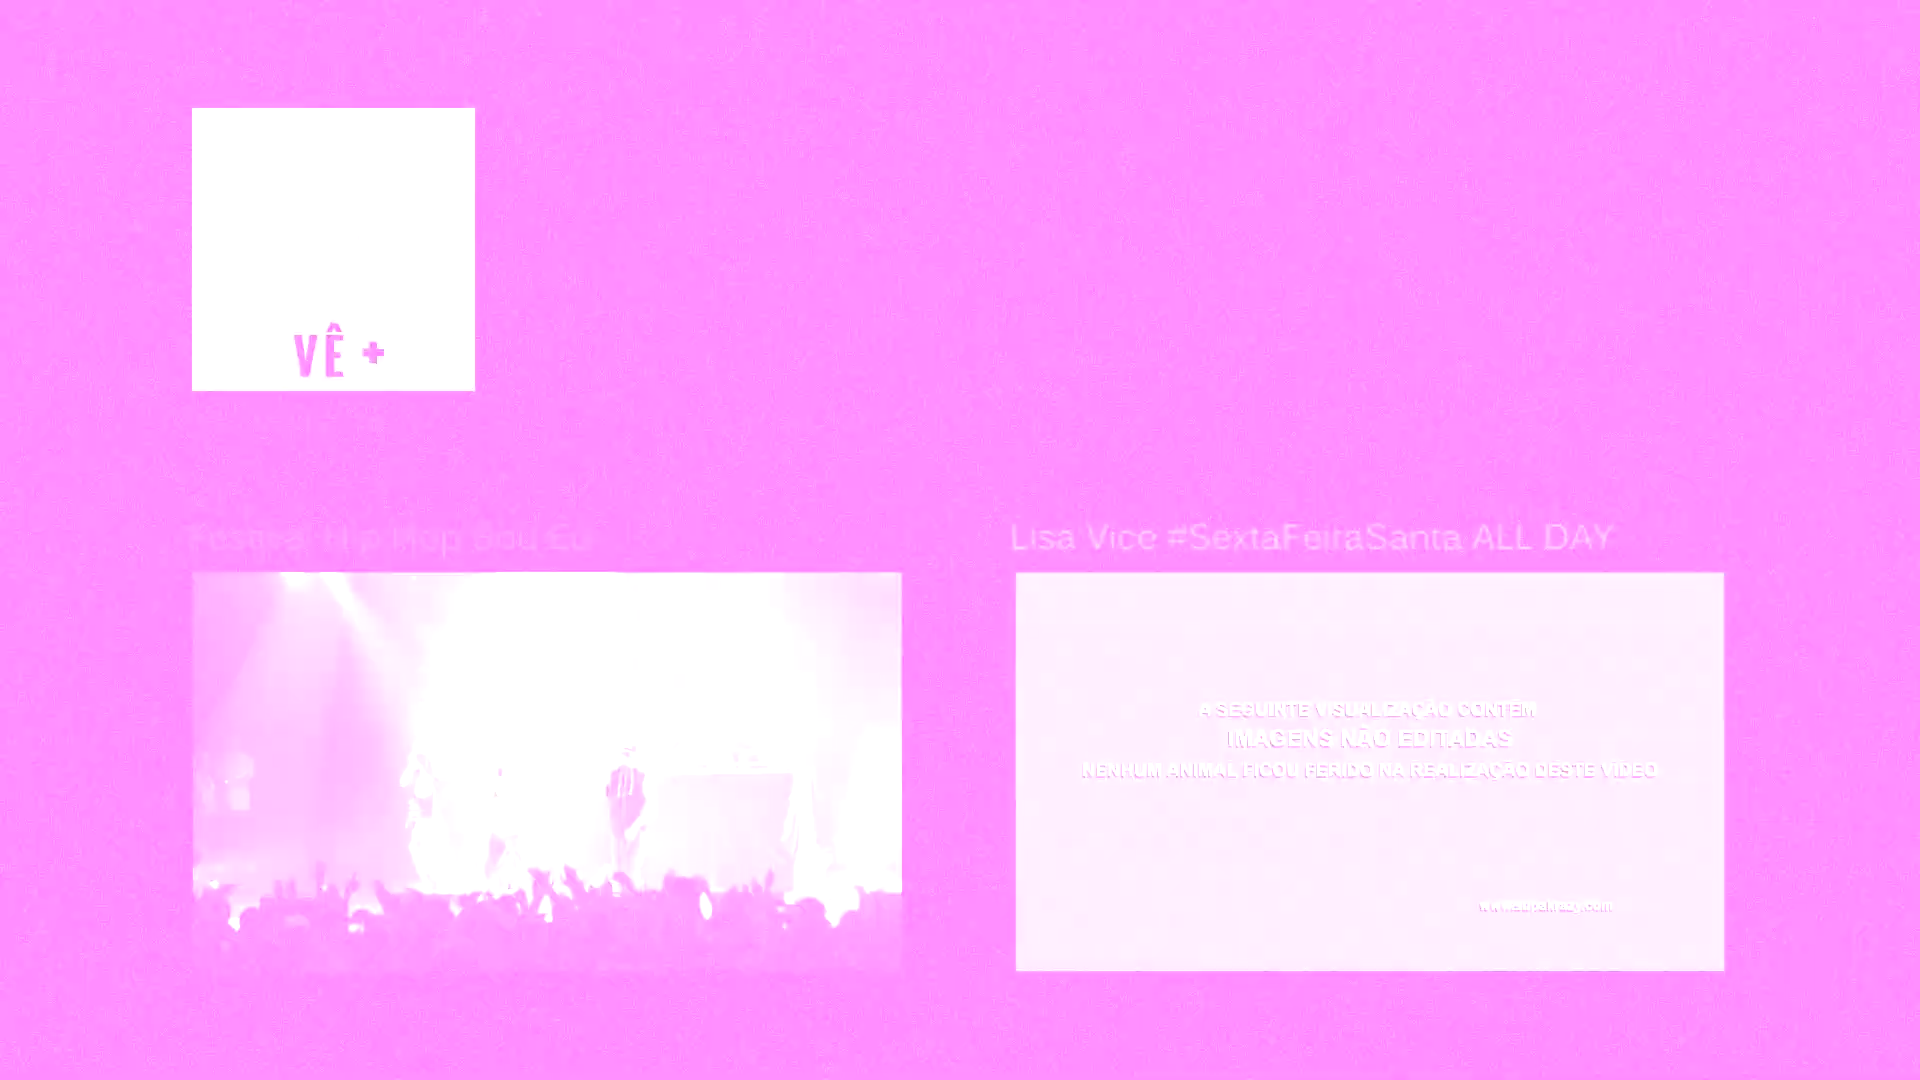 VÊ +
Festival Hip Hop Sou Eu
Lisa Vice #SextaFeiraSanta ALL DAY
A SEGUINTE VISUALIZAÇÃO CONTÉM
IMAGENS NÃO EDITADAS
NENHUM ANIMAL FICOU FERIDO NA REALIZAÇÃO DESTE VÍDEO